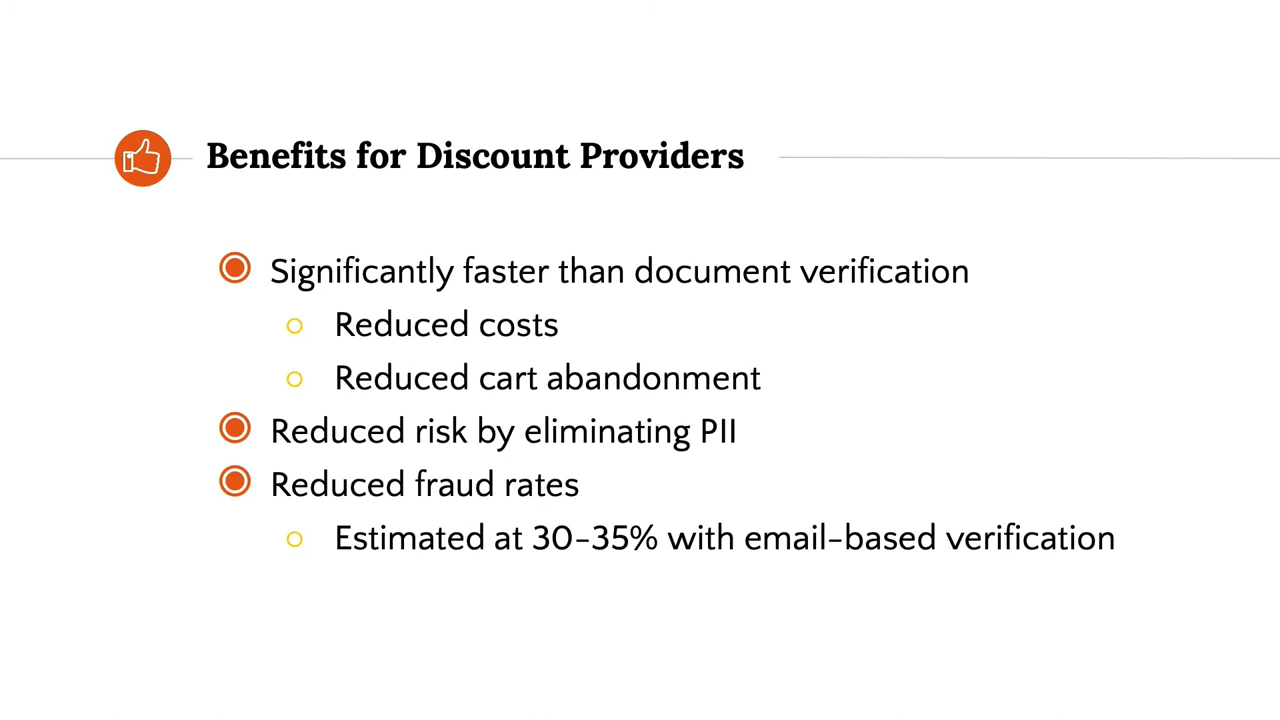 Benefits for Discount Providers
Significantly faster than document verification
Reduced costs
Reduced cart abandonment
Reduced risk by eliminating PII
Reduced fraud rates
Estimated at 30-35% with email-based verification